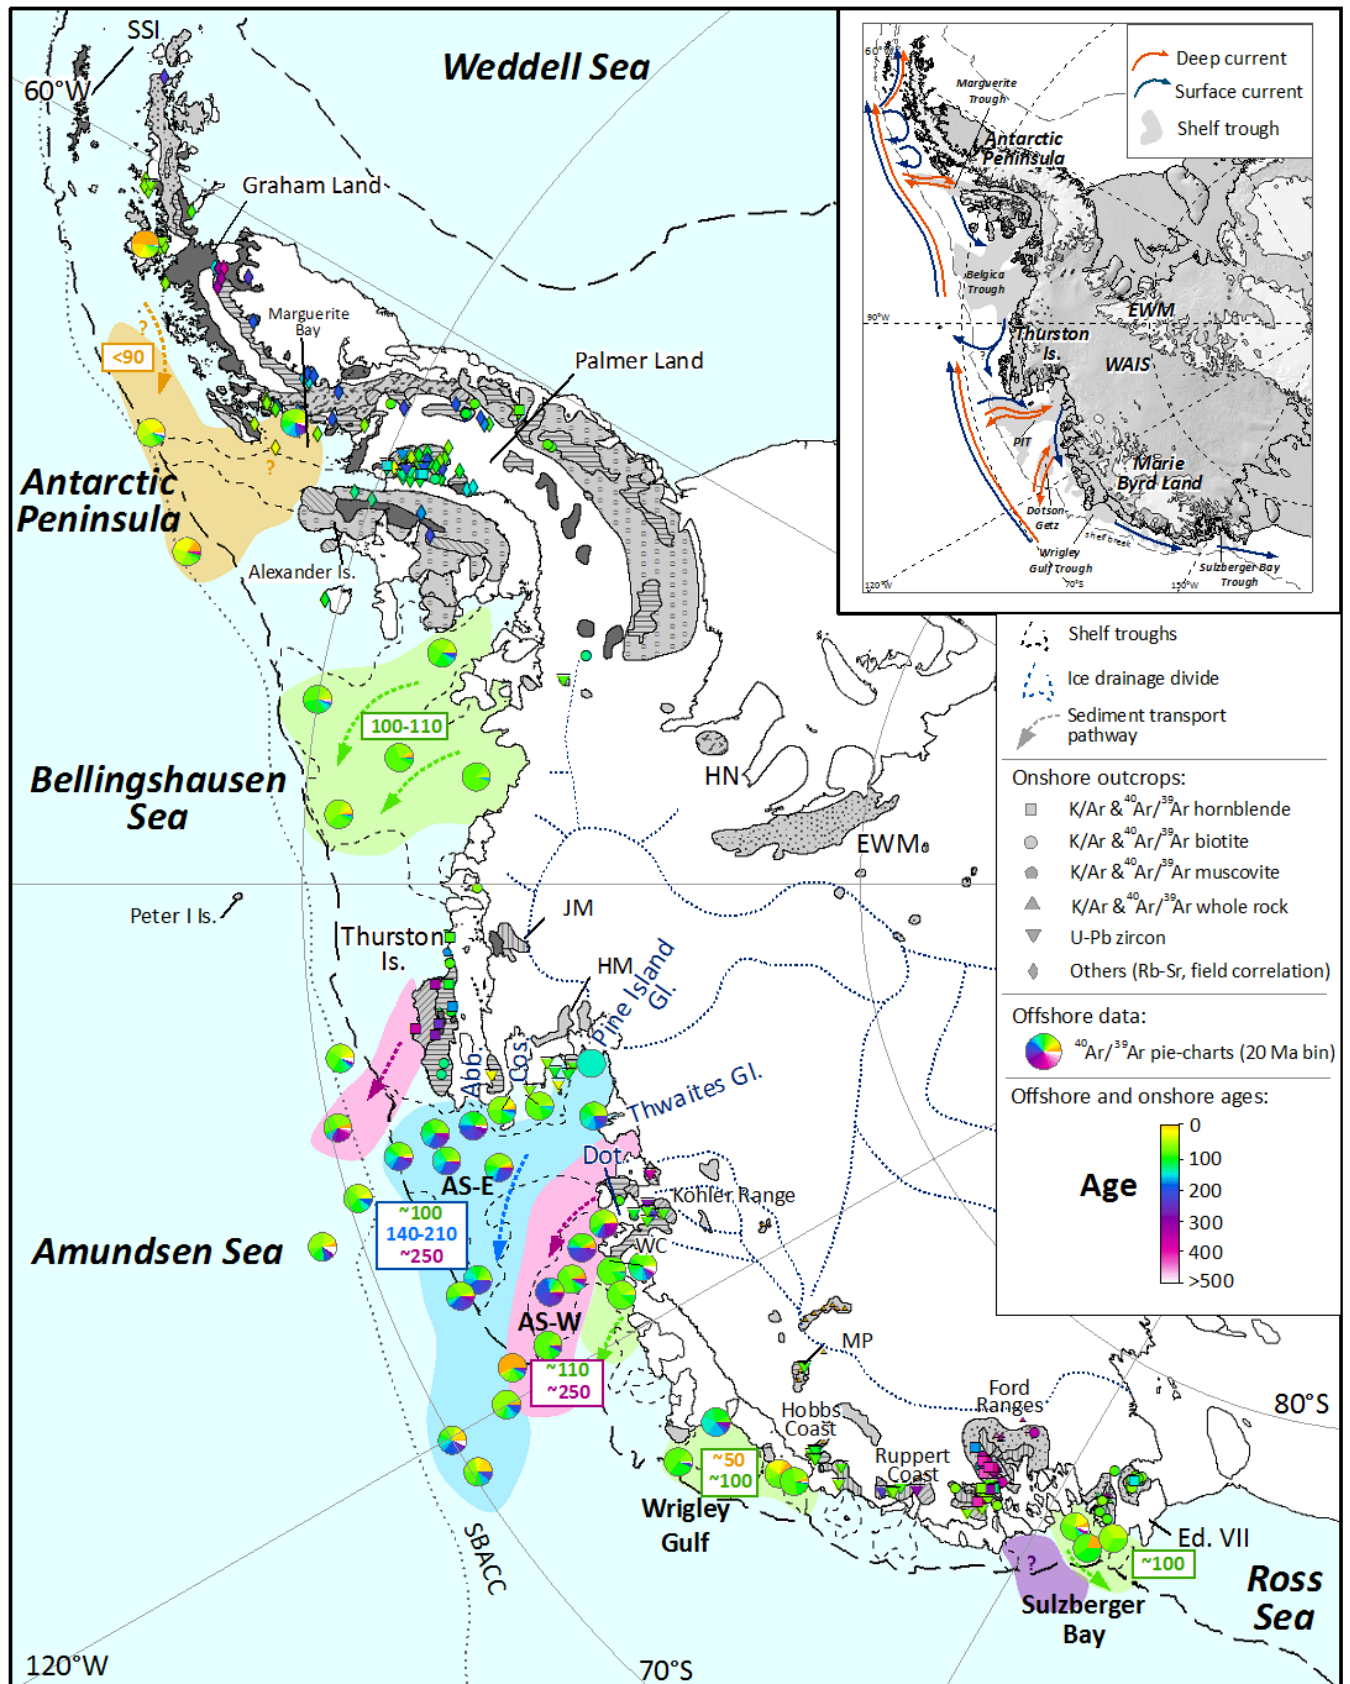 SSI
Weddell Sea
60°W
Graham Land
Marguerite
Bay
?
<90
Palmer Land
?
Antarctic
Peninsula
Alexander Is.
100-110
Bellingshausen
Sea
HN
EWM
Peter I Is.
JM
Thurston
Is.
HM
Pine Island
Gl.
Abb.
Cos.
Thwaites Gl.
Dot.
AS-E
Kohler Range
~100
140-210
~250
WC
Amundsen Sea
AS-W
~110
~250
MP
Hobbs
Coast
Ford
Ranges
80°S
Ruppert
Coast
~50
~100
Wrigley
Gulf
SBACC
Ed. VII
?
~100
Sulzberger
Bay
Ross
Sea
120°W
70°S
60°W
Marguerite
Trough
Antarctic
Peninsula
Belgica
Trough
90°W
EWM
Thurston
Is.
?
WAIS
PIT
Marie
Byrd Land
Dotson-
Getz
shelf break
Wrigley
Gulf Trough
Sulzberger Bay
Trough
120°W
70°S
150°W
Deep current
Surface current
Shelf trough
Shelf troughs
Ice drainage divide
Sediment transport
pathway
Onshore outcrops:
K/Ar & ⁴⁰Ar/³⁹Ar hornblende
K/Ar & ⁴⁰Ar/³⁹Ar biotite
K/Ar & ⁴⁰Ar/³⁹Ar muscovite
K/Ar & ⁴⁰Ar/³⁹Ar whole rock
U-Pb zircon
Others (Rb-Sr, field correlation)
Offshore data:
⁴⁰Ar/³⁹Ar pie-charts (20 Ma bin)
Offshore and onshore ages:
Age
0
100
200
300
400
>500